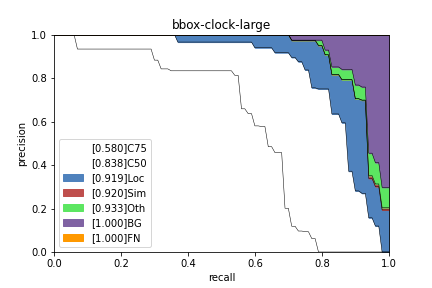 bbox-clock-large
1.0
0.8
0.6
0.4
0.2
0.0
precision
[0.580]C75
[0.838]C50
[0.919]Loc
[0.920]Sim
[0.933]Oth
[1.000]BG
[1.000]FN
0.0 0.2 0.4 0.6 0.8 1.0
recall